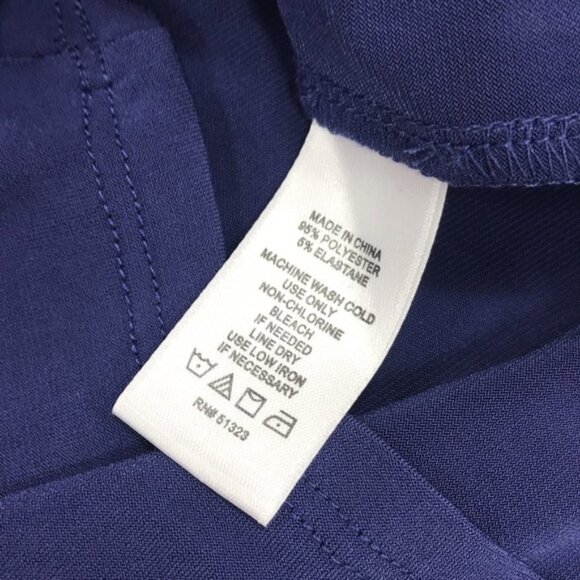 MADE IN CHINA
95% POLYESTER
5% ELASTANE
MACHINE WASH COLD
USE ONLY
NON-CHLORINE
BLEACH
IF NEEDED
LINE DRY
USE LOW IRON
IF NECESSARY
RN# 51323